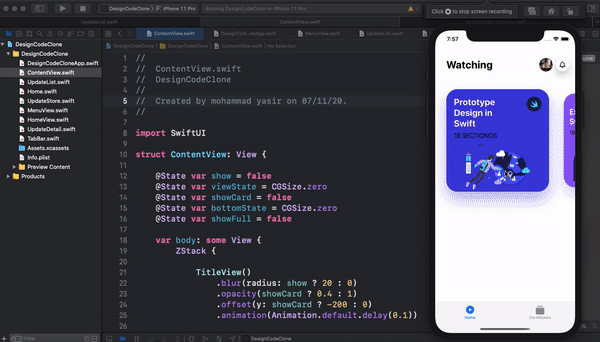 DesignCodeClone
iPhone 11 Pro
Running DesignCodeClone on iPhone 11 Pro
Click to stop screen recording
UpdateList.swift
ContentView.swift
ContentView.swift
DesignCod...oneApp.swift
MenuView.swift
UpdateList.swift
DesignCodeClone
DesignCodeClone
ContentView.swift
No Selection
DesignCodeClone
DesignCodeClone
DesignCodeCloneApp.swift
ContentView.swift
UpdateList.swift
Home.swift
UpdateStore.swift
MenuView.swift
HomeView.swift
UpdateDetail.swift
TabBar.swift
Assets.xcassets
Info.plist
Preview Content
Products
Filter
1 //
2 // ContentView.swift
3 // DesignCodeClone
4 //
5 // Created by mohammad yasir on 07/11/20.
6 //
7
8 import SwiftUI
9
10 struct ContentView: View {
11
12 @State var show = false
13 @State var viewState = CGSize.zero
14 @State var showCard = false
15 @State var bottomState = CGSize.zero
16 @State var showFull = false
17
18 var body: some View {
19 ZStack {
20
21 TitleView()
22 .blur(radius: show ? 20 : 0)
23 .opacity(showCard ? 0.4 : 1)
24 .offset(y: showCard ? -200 : 0)
25 .animation(Animation.default.delay(0.1))
26
DesignCodeClone
7:57
Watching
Prototype
Design in
Swift
18 SECTIONOS
Home
Certificates